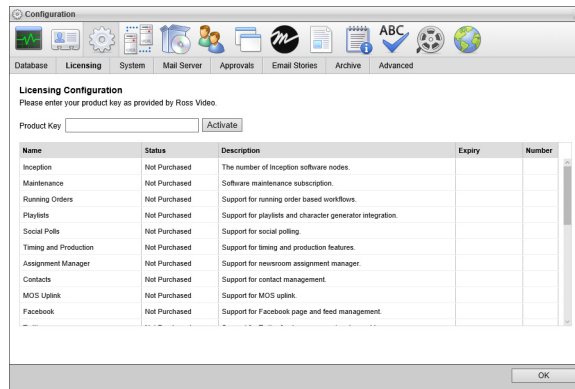 Configuration
ABC
Database Licensing System Mail Server Approvals Email Stories Archive Advanced
Licensing Configuration
Please enter your product key as provided by Ross Video.
Product Key Activate
Name Status Description Expiry Number
Inception Not Purchased The number of Inception software nodes.
Maintenance Not Purchased Software maintenance subscription.
Running Orders Not Purchased Support for running order based workflows.
Playlists Not Purchased Support for playlists and character generator integration.
Social Polls Not Purchased Support for social polling.
Timing and Production Not Purchased Support for timing and production features.
Assignment Manager Not Purchased Support for newsroom assignment manager.
Contacts Not Purchased Support for contact management.
MOS Uplink Not Purchased Support for MOS uplink.
Facebook Not Purchased Support for Facebook page and feed management.
OK